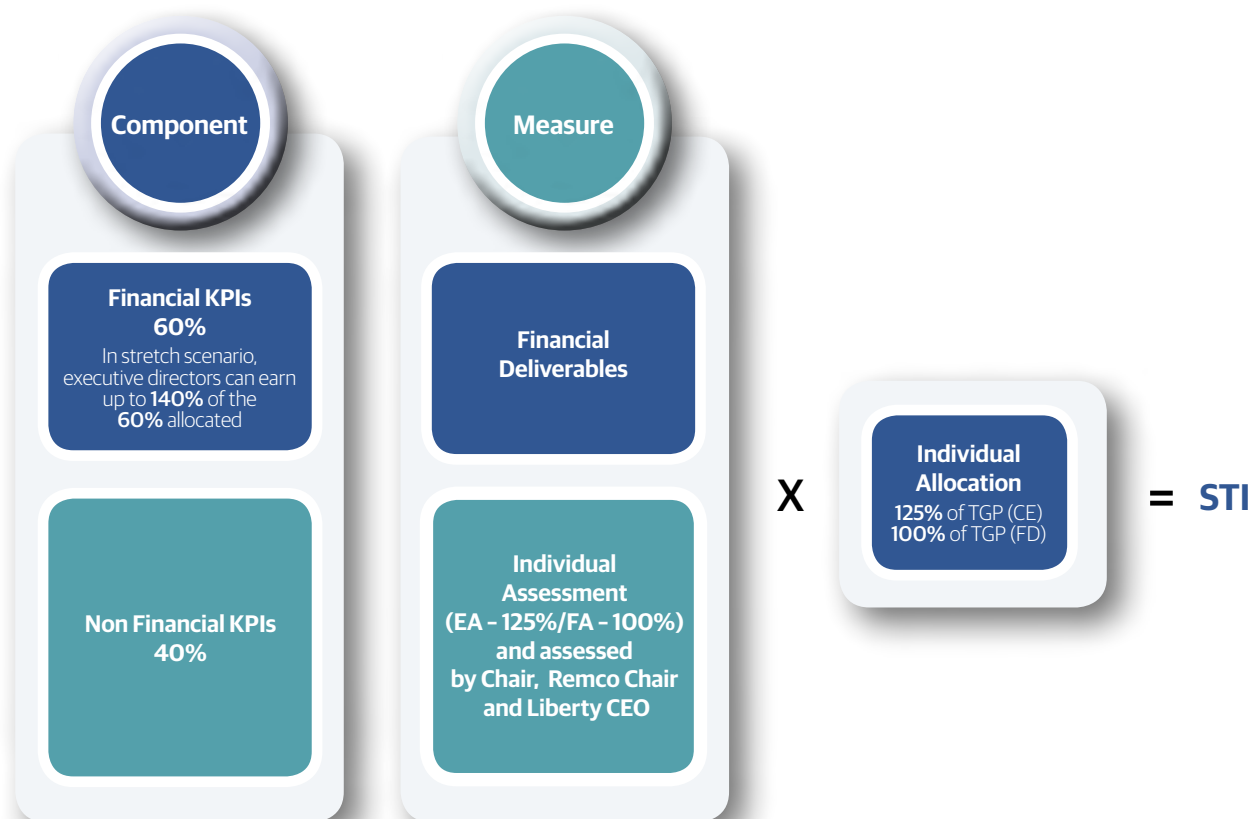 Component
Measure
Financial KPIs
60%
In stretch scenario,
executive directors can earn
up to 140% of the
60% allocated
Financial
Deliverables
Non Financial KPIs
40%
Individual
Assessment
(EA – 125%/FA – 100%)
and assessed
by Chair, Remco Chair
and Liberty CEO
X
Individual
Allocation
125% of TGP (CE)
100% of TGP (FD)
= STI